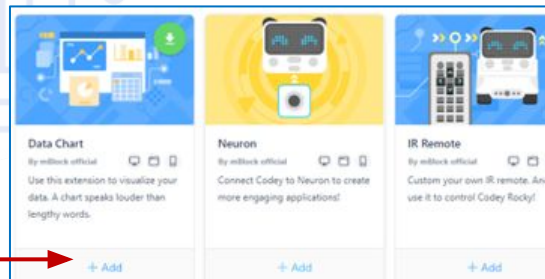 Data Chart
By mBlock official
Use this extension to visualize your
data. A chart speaks louder than
lengthy words.
+ Add
Neuron
By mBlock official
Connect Codey to Neuron to create
more engaging applications!
+ Add
IR Remote
By mBlock official
Custom your own IR remote. And
use it to control Codey Rocky!
+ Add